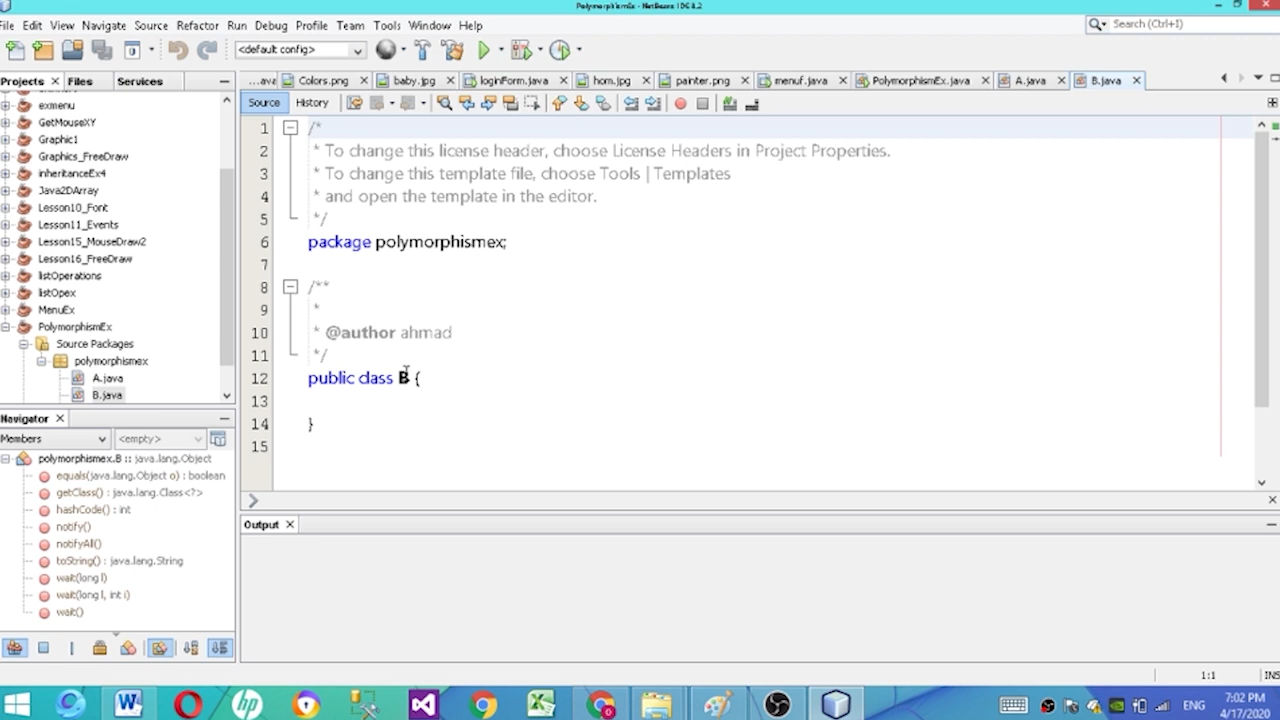 PolymorphismEx - NetBeans IDE 8.2
File Edit View Navigate Source Refactor Run Debug Profile Team Tools Window Help
Search (Ctrl+I)
<default config>
Projects Files Services
...ava Colors.png baby.jpg loginForm.java hom.jpg painter.png menuf.java PolymorphismEx.java A.java B.java
Source History
exmenu
GetMouseXY
Graphic1
Graphics_FreeDraw
inheritanceEx4
Java2DArray
Lesson10_Font
Lesson11_Events
Lesson15_MouseDraw2
Lesson16_FreeDraw
listOperations
listOpex
MenuEx
PolymorphismEx
Source Packages
polymorphismex
A.java
B.java
1 /*
2 * To change this license header, choose License Headers in Project Properties.
3 * To change this template file, choose Tools | Templates
4 * and open the template in the editor.
5 */
6 package polymorphismex;
7
8 /**
9 *
10 * @author ahmad
11 */
12 public class B {
13
14 }
15
Navigator
Members <empty>
polymorphismex.B :: java.lang.Object
equals(java.lang.Object o) : boolean
getClass() : java.lang.Class<?>
hashCode() : int
notify()
notifyAll()
toString() : java.lang.String
wait(long l)
wait(long l, int i)
wait()
Output
1:1 INS
ENG
7:02 PM
4/17/2020